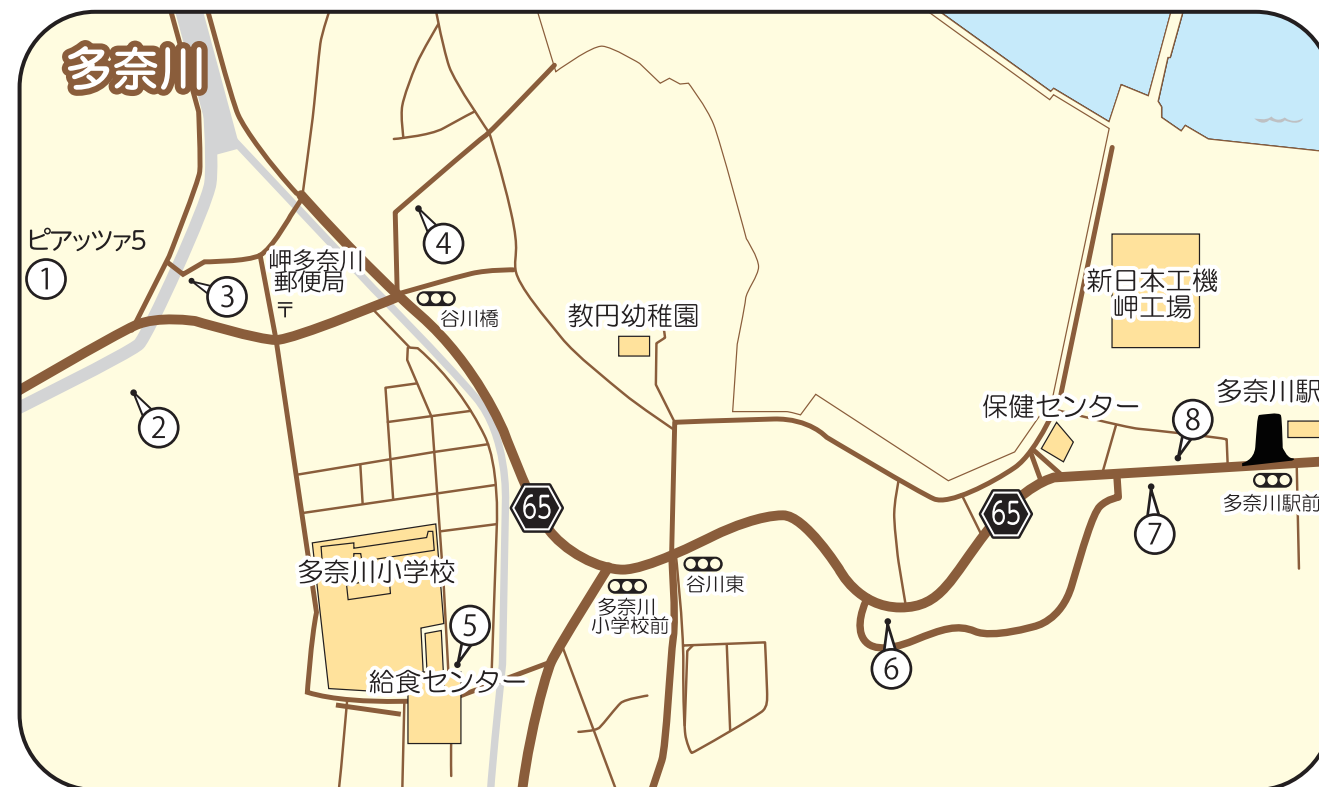 多奈川
ピアッツァ5
①
③
岬多奈川
郵便局
〒
④
谷川橋
②
教円幼稚園
新日本工機
岬工場
保健センター
多奈川駅
⑧
多奈川駅前
65
65
⑦
多奈川小学校
多奈川
小学校前
谷川東
⑤
給食センター
⑥